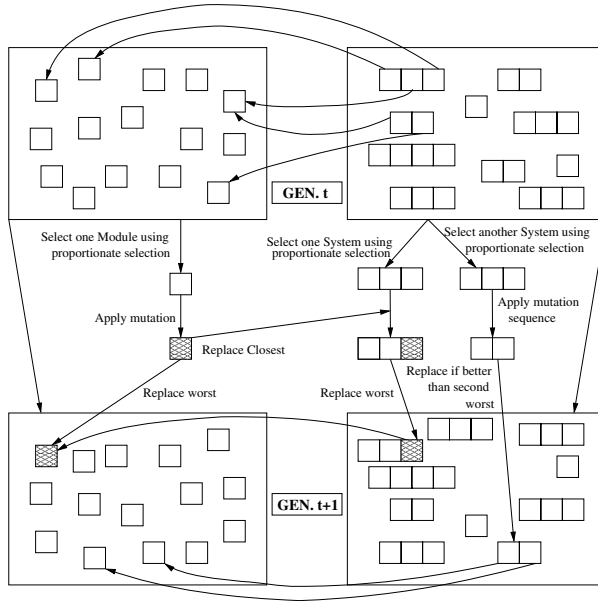 GEN. t
Select one Module using
proportionate selection
Select one System using
proportionate selection
Select another System using
proportionate selection
Apply mutation
Apply mutation
sequence
Replace Closest
Replace worst
Replace worst
Replace if better
than second
worst
GEN. t+1